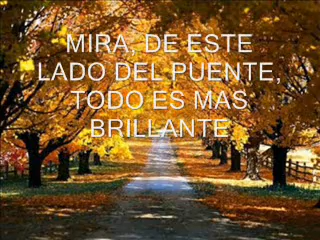 MIRA, DE ESTE
LADO DEL PUENTE,
TODO ES MAS
BRILLANTE